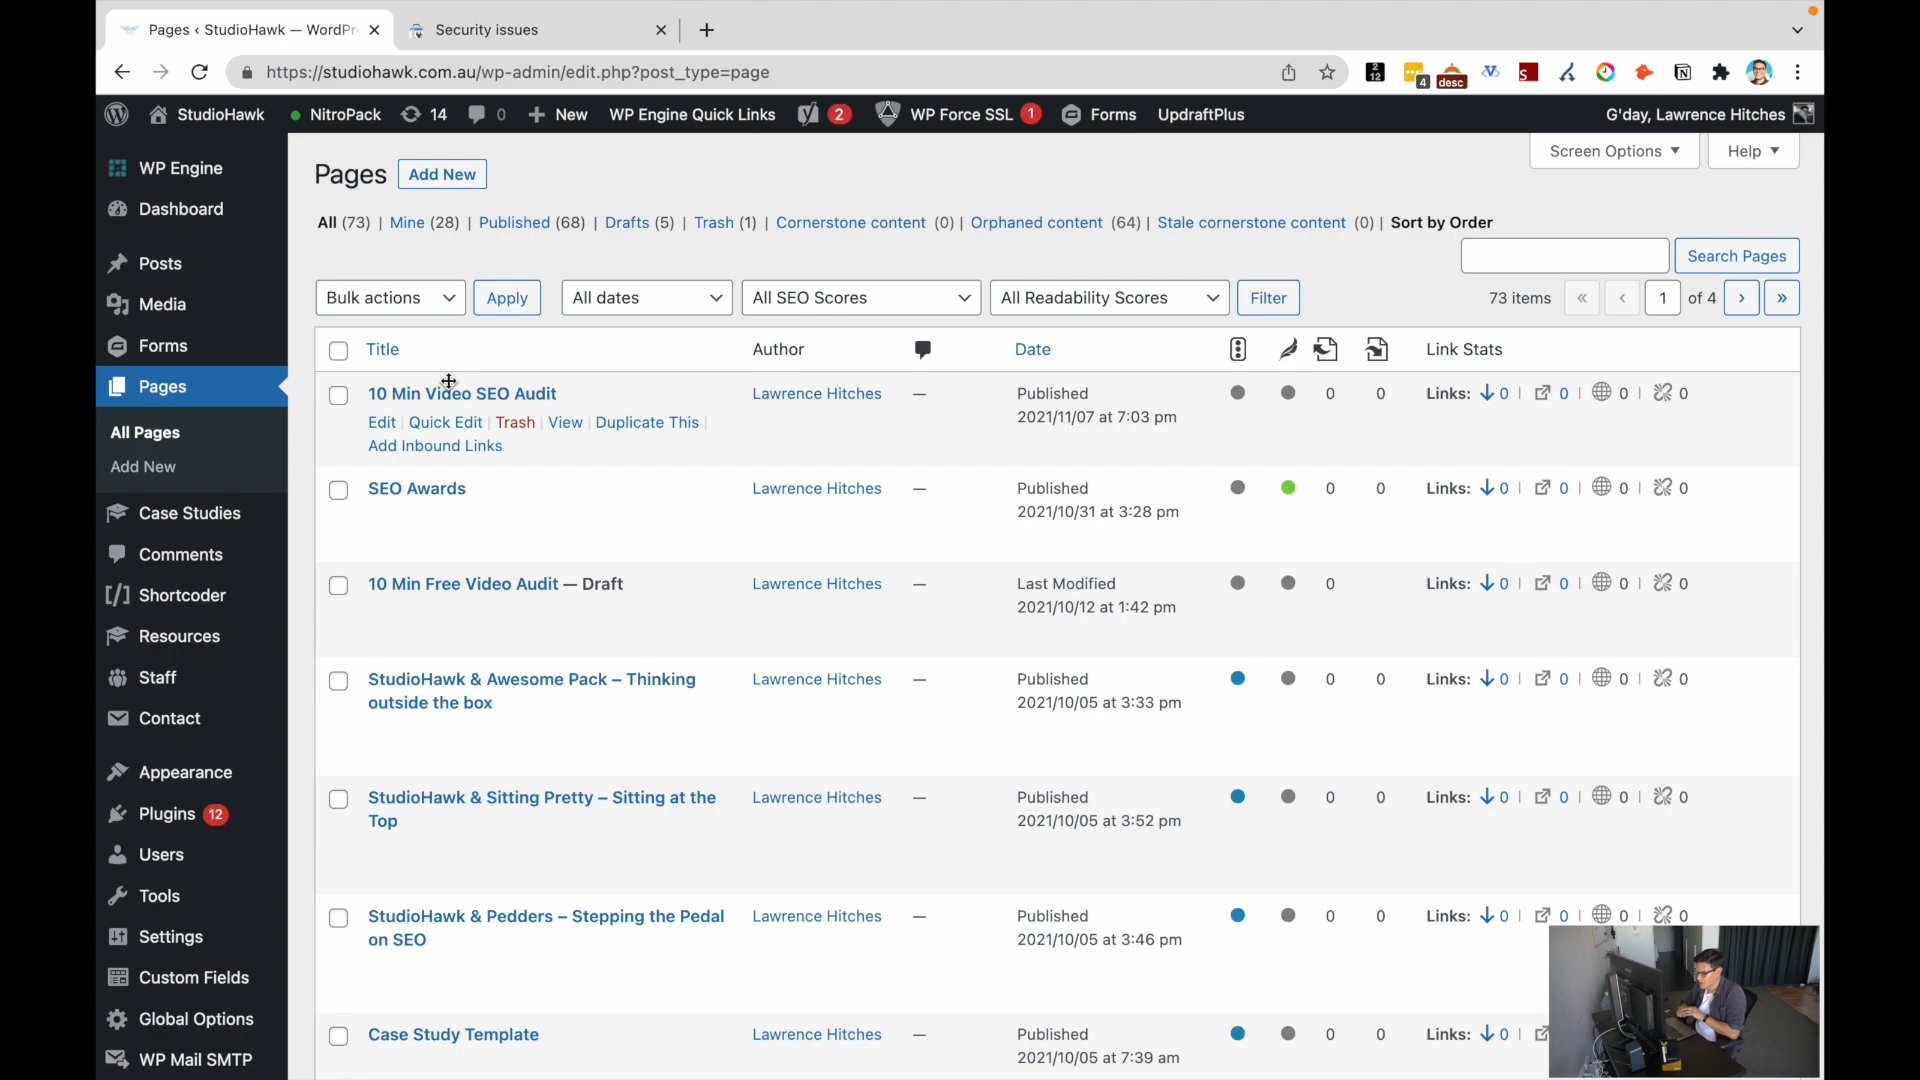 Pages ‹ StudioHawk — WordPr
Security issues
https://studiohawk.com.au/wp-admin/edit.php?post_type=page
2
12
4
desc
StudioHawk
NitroPack
14
0
New
WP Engine Quick Links
2
WP Force SSL
1
Forms
UpdraftPlus
G'day, Lawrence Hitches
WP Engine
Dashboard
Posts
Media
Forms
Pages
All Pages
Add New
Case Studies
Comments
Shortcoder
Resources
Staff
Contact
Appearance
Plugins 12
Users
Tools
Settings
Custom Fields
Global Options
WP Mail SMTP
Screen Options
Help
Pages
Add New
All (73) | Mine (28) | Published (68) | Drafts (5) | Trash (1) | Cornerstone content (0) | Orphaned content (64) | Stale cornerstone content (0) | Sort by Order
Search Pages
Bulk actions
Apply
All dates
All SEO Scores
All Readability Scores
Filter
73 items « ‹ 1 of 4 › »
Title Author Date Link Stats
10 Min Video SEO Audit Lawrence Hitches — Published 0 0 Links: 0 | 0 | 0 | 0
2021/11/07 at 7:03 pm
Edit | Quick Edit | Trash | View | Duplicate This |
Add Inbound Links
SEO Awards Lawrence Hitches — Published 0 0 Links: 0 | 0 | 0 | 0
2021/10/31 at 3:28 pm
10 Min Free Video Audit — Draft Lawrence Hitches — Last Modified 0 Links: 0 | 0 | 0 | 0
2021/10/12 at 1:42 pm
StudioHawk & Awesome Pack – Thinking Lawrence Hitches — Published 0 0 Links: 0 | 0 | 0 | 0
outside the box 2021/10/05 at 3:33 pm
StudioHawk & Sitting Pretty – Sitting at the Lawrence Hitches — Published 0 0 Links: 0 | 0 | 0 | 0
Top 2021/10/05 at 3:52 pm
StudioHawk & Pedders – Stepping the Pedal Lawrence Hitches — Published 0 0 Links: 0 | 0 | 0 | 0
on SEO 2021/10/05 at 3:46 pm
Case Study Template Lawrence Hitches — Published 0 0 Links: 0 |
2021/10/05 at 7:39 am